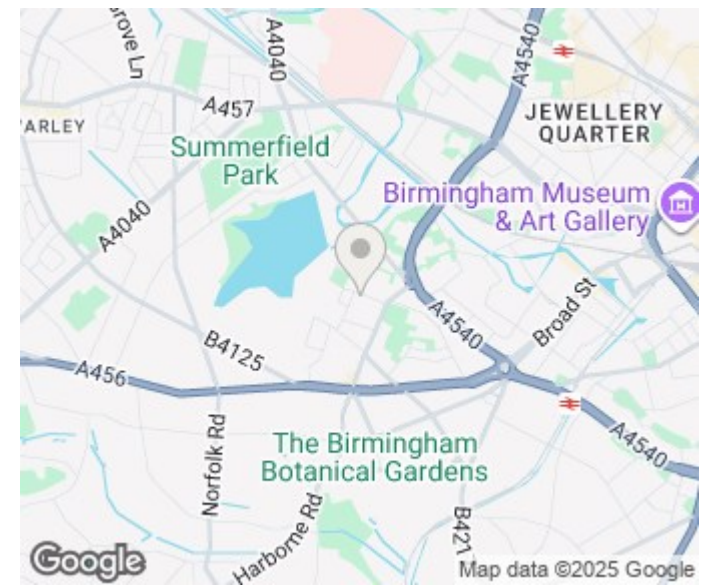 Grove Ln
A4040
A4540
A457
JEWELLERY
QUARTER
ARLEY
Summerfield
Park
Birmingham Museum
& Art Gallery
A4040
A4540
Broad St
B4125
A456
Norfolk Rd
The Birmingham
Botanical Gardens
A4540
Harborne Rd
B421
Google
Map data ©2025 Google